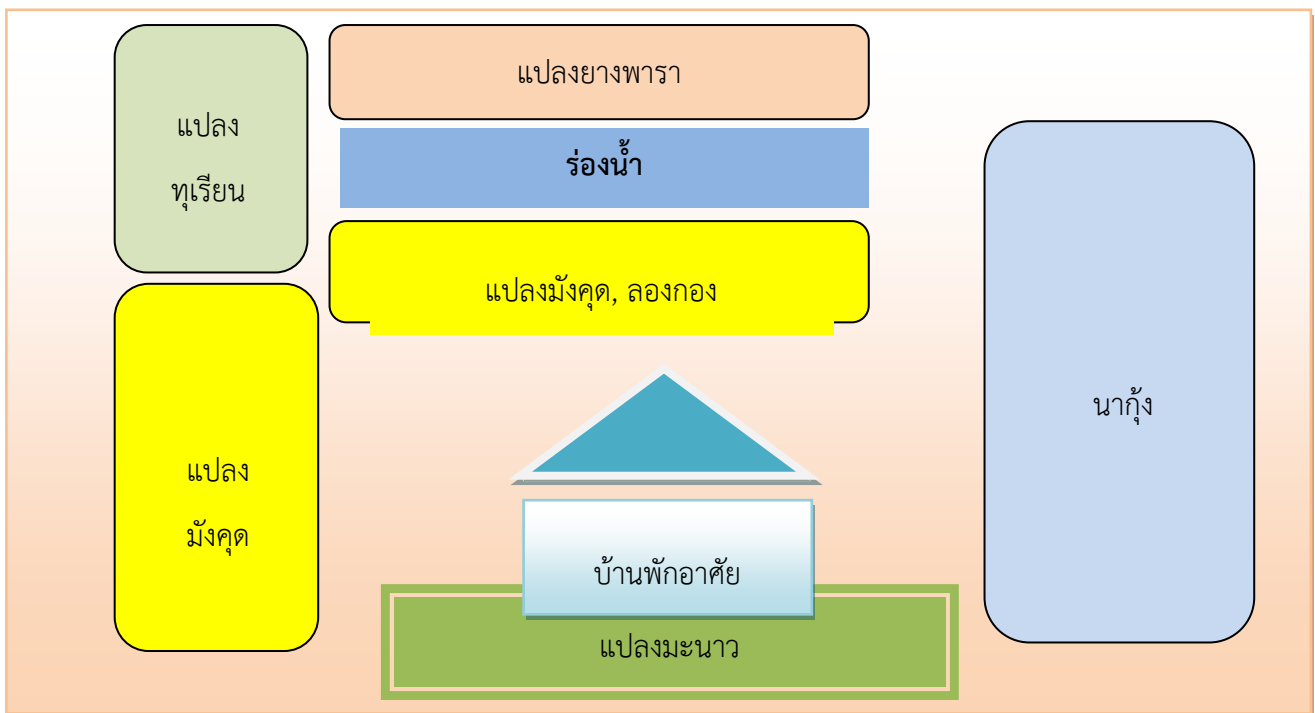 แปลงยางพารา
แปลง
ทุเรียน
ร่องน้ำ
แปลงมังคุด, ลองกอง
นากุ้ง
แปลง
มังคุด
บ้านพักอาศัย
แปลงมะนาว